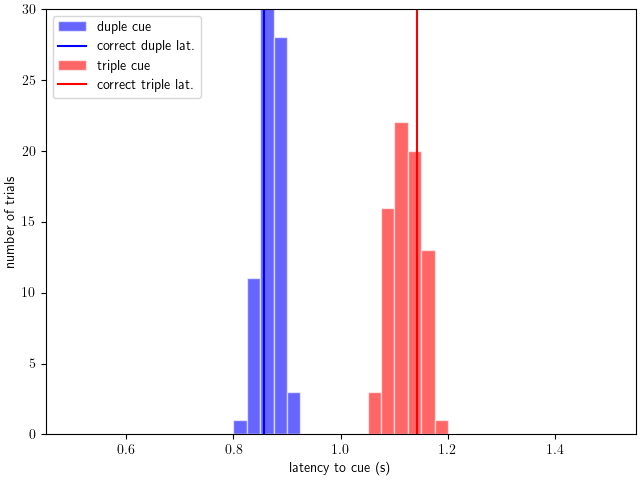 30
25
20
15
10
5
0
number of trials
duple cue
correct duple lat.
triple cue
correct triple lat.
0.6 0.8 1.0 1.2 1.4
latency to cue (s)